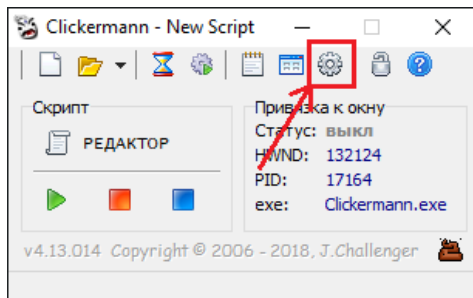 Clickermann - New Script
Скрипт
РЕДАКТОР
Привязка к окну
Статус: выкл
HWND: 132124
PID: 17164
exe: Clickermann.exe
v4.13.014 Copyright © 2006 - 2018, J.Challenger